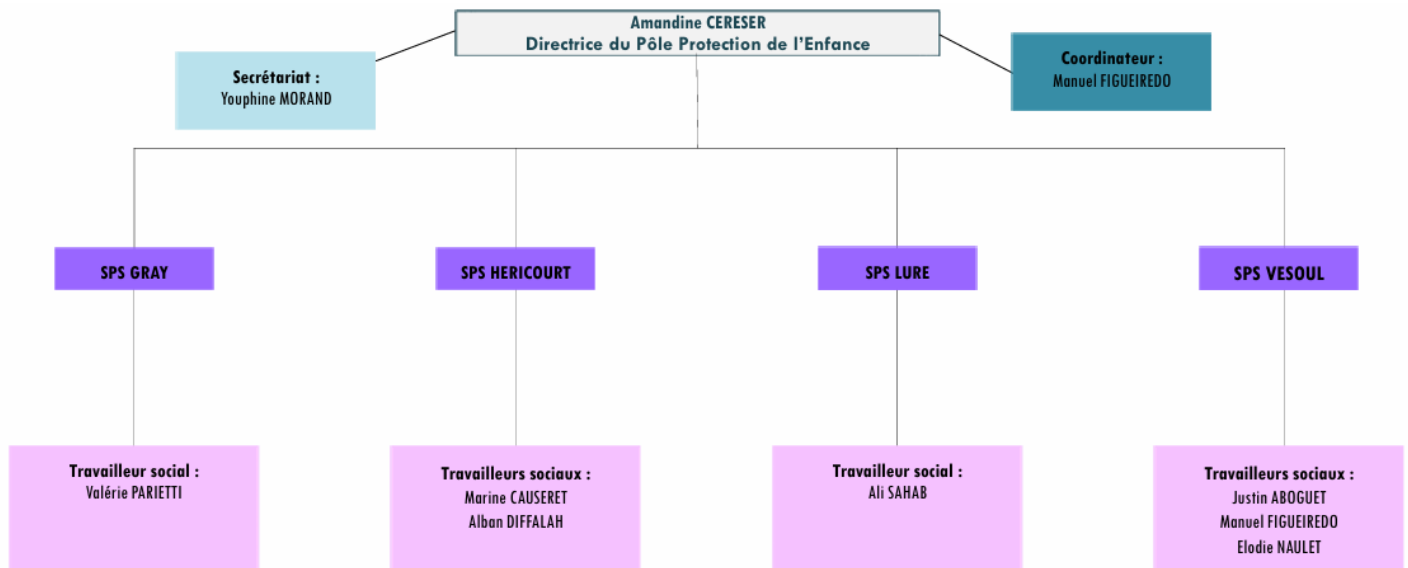 Amandine CERESER
Directrice du Pôle Protection de l'Enfance
Secrétariat :
Youphine MORAND
Coordinateur :
Manuel FIGUEIREDO
SPS GRAY
SPS HERICOURT
SPS LURE
SPS VESOUL
Travailleur social :
Valérie PARIETTI
Travailleurs sociaux :
Marine CAUSERET
Alban DIFFALAH
Travailleur social :
Ali SAHAB
Travailleurs sociaux :
Justin ABOGUET
Manuel FIGUEIREDO
Elodie NAULET